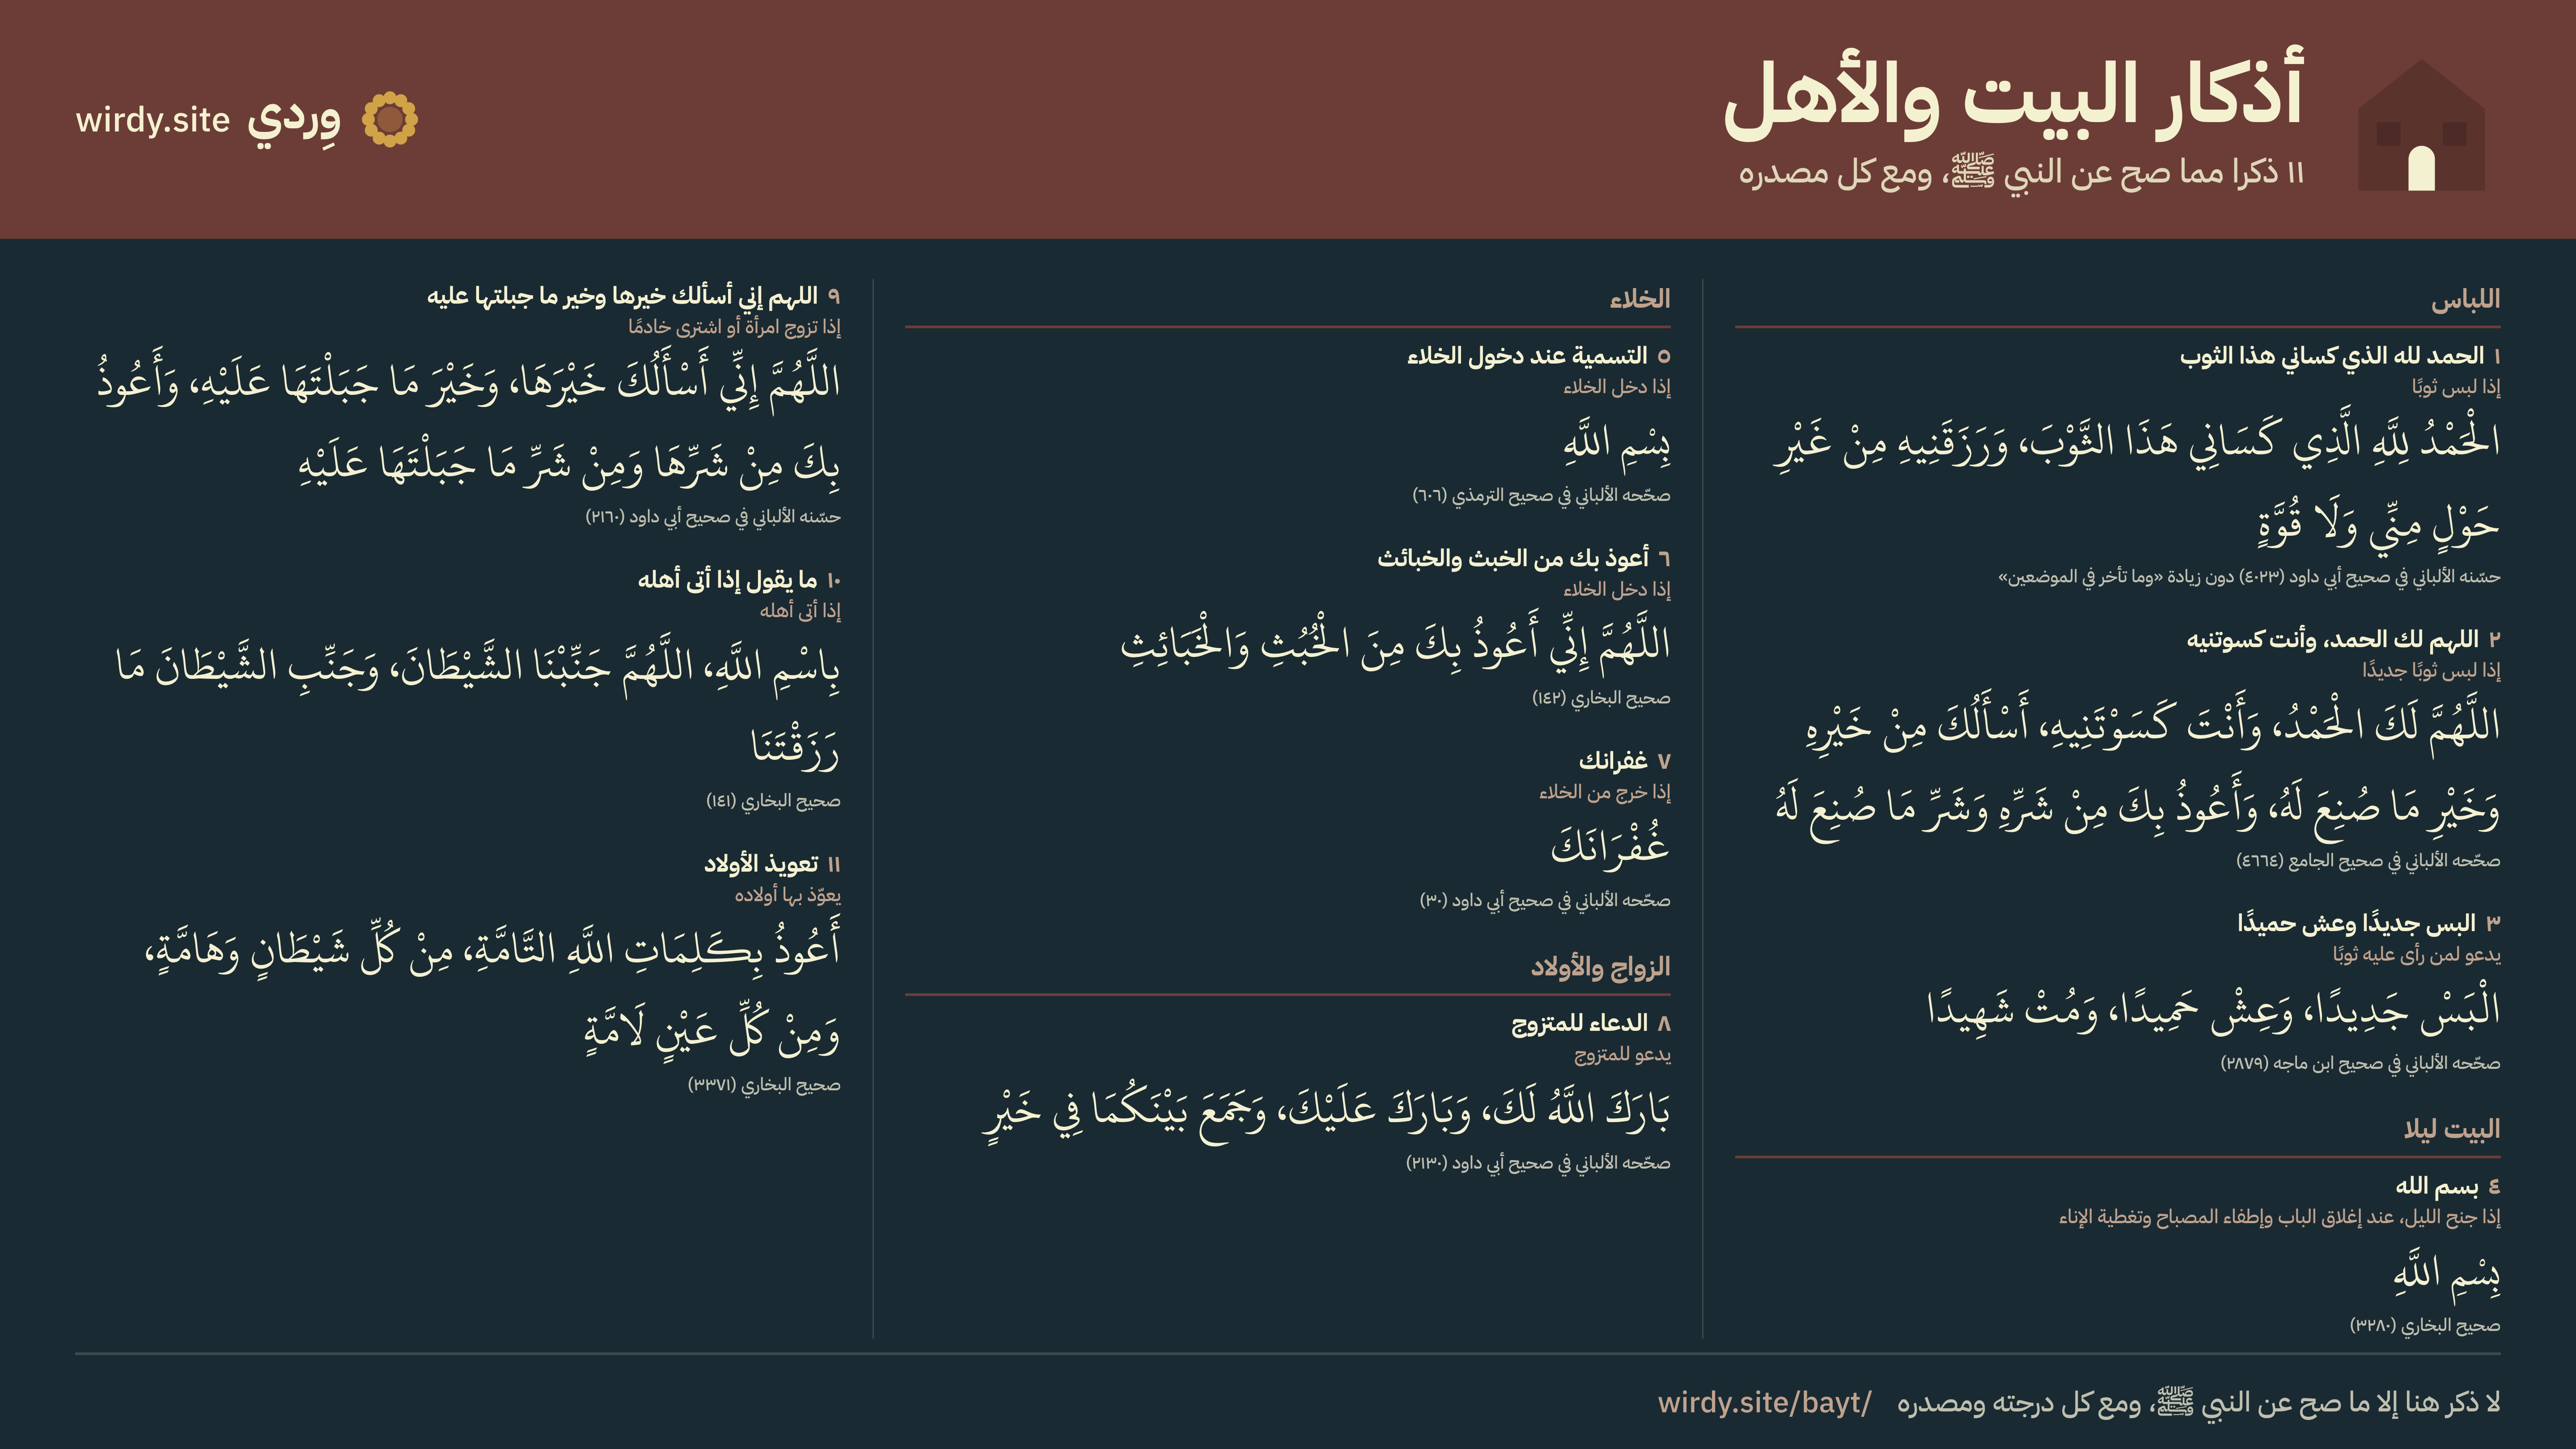 أذكار البيت والأهل
١١ ذكرا مما صح عن النبي ﷺ، ومع كل مصدره
وِردي wirdy.site
اللباس
١ الحمد لله الذي كساني هذا الثوب
إذا لبس ثوبًا
الْحَمْدُ لِلَّهِ الَّذِي كَسَانِي هَذَا الثَّوْبَ، وَرَزَقَنِيهِ مِنْ غَيْرِ
حَوْلٍ مِنِّي وَلَا قُوَّةٍ
حسّنه الألباني في صحيح أبي داود (٤٠٢٣) دون زيادة «وما تأخر في الموضعين»
٢ اللهم لك الحمد، وأنت كسوتنيه
إذا لبس ثوبًا جديدًا
اللَّهُمَّ لَكَ الْحَمْدُ، وَأَنْتَ كَسَوْتَنِيهِ، أَسْأَلُكَ مِنْ خَيْرِهِ
وَخَيْرِ مَا صُنِعَ لَهُ، وَأَعُوذُ بِكَ مِنْ شَرِّهِ وَشَرِّ مَا صُنِعَ لَهُ
صحّحه الألباني في صحيح الجامع (٤٦٦٤)
٣ البس جديدًا وعش حميدًا
يدعو لمن رأى عليه ثوبًا
الْبَسْ جَدِيدًا، وَعِشْ حَمِيدًا، وَمُتْ شَهِيدًا
صحّحه الألباني في صحيح ابن ماجه (٢٨٧٩)
البيت ليلا
٤ بسم الله
إذا جنح الليل، عند إغلاق الباب وإطفاء المصباح وتغطية الإناء
بِسْمِ اللَّهِ
صحيح البخاري (٣٢٨٠)
الخلاء
٥ التسمية عند دخول الخلاء
إذا دخل الخلاء
بِسْمِ اللَّهِ
صحّحه الألباني في صحيح الترمذي (٦٠٦)
٦ أعوذ بك من الخبث والخبائث
إذا دخل الخلاء
اللَّهُمَّ إِنِّي أَعُوذُ بِكَ مِنَ الْخُبُثِ وَالْخَبَائِثِ
صحيح البخاري (١٤٢)
٧ غفرانك
إذا خرج من الخلاء
غُفْرَانَكَ
صحّحه الألباني في صحيح أبي داود (٣٠)
الزواج والأولاد
٨ الدعاء للمتزوج
يدعو للمتزوج
بَارَكَ اللَّهُ لَكَ، وَبَارَكَ عَلَيْكَ، وَجَمَعَ بَيْنَكُمَا فِي خَيْرٍ
صحّحه الألباني في صحيح أبي داود (٢١٣٠)
٩ اللهم إني أسألك خيرها وخير ما جبلتها عليه
إذا تزوج امرأة أو اشترى خادمًا
اللَّهُمَّ إِنِّي أَسْأَلُكَ خَيْرَهَا، وَخَيْرَ مَا جَبَلْتَهَا عَلَيْهِ، وَأَعُوذُ
بِكَ مِنْ شَرِّهَا وَمِنْ شَرِّ مَا جَبَلْتَهَا عَلَيْهِ
حسّنه الألباني في صحيح أبي داود (٢١٦٠)
١٠ ما يقول إذا أتى أهله
إذا أتى أهله
بِاسْمِ اللَّهِ، اللَّهُمَّ جَنِّبْنَا الشَّيْطَانَ، وَجَنِّبِ الشَّيْطَانَ مَا
رَزَقْتَنَا
صحيح البخاري (١٤١)
١١ تعويذ الأولاد
يعوّذ بها أولاده
أَعُوذُ بِكَلِمَاتِ اللَّهِ التَّامَّةِ، مِنْ كُلِّ شَيْطَانٍ وَهَامَّةٍ،
وَمِنْ كُلِّ عَيْنٍ لَامَّةٍ
صحيح البخاري (٣٣٧١)
لا ذكر هنا إلا ما صح عن النبي ﷺ، ومع كل درجته ومصدره wirdy.site/bayt/